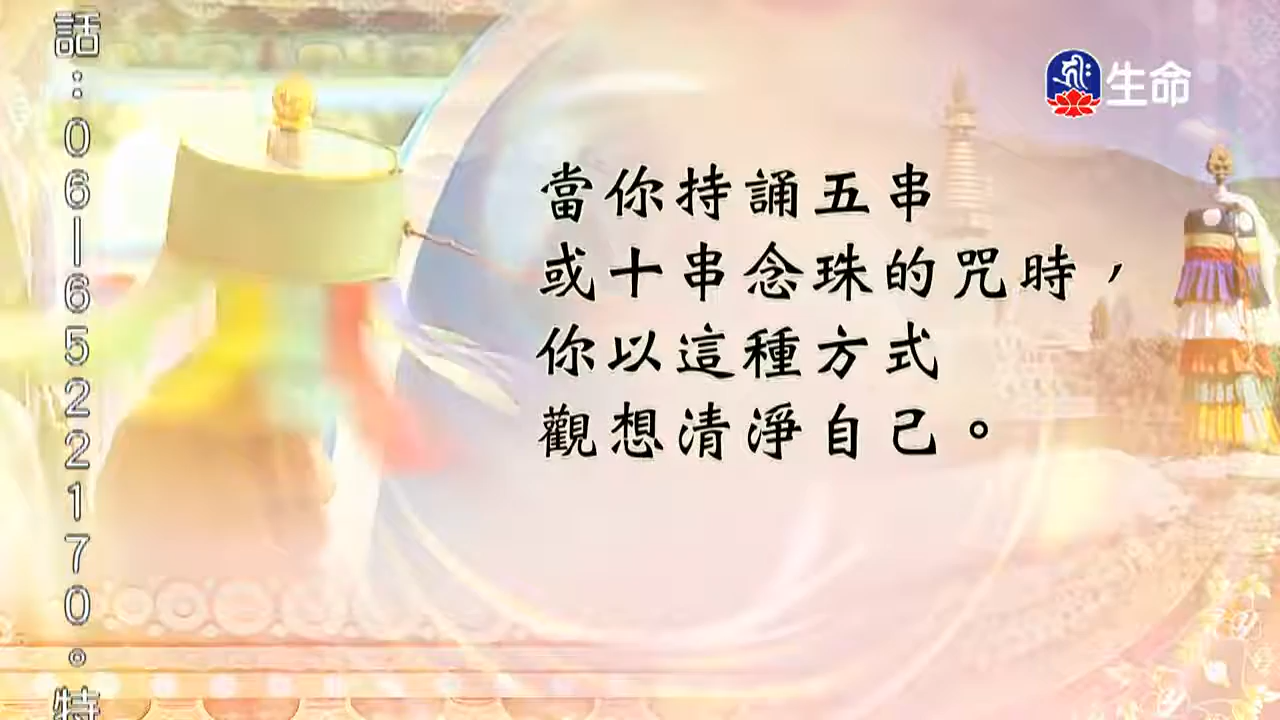 生命
當你持誦五串
或十串念珠的咒時，
你以這種方式
觀想清淨自己。
話：06-6522170。特